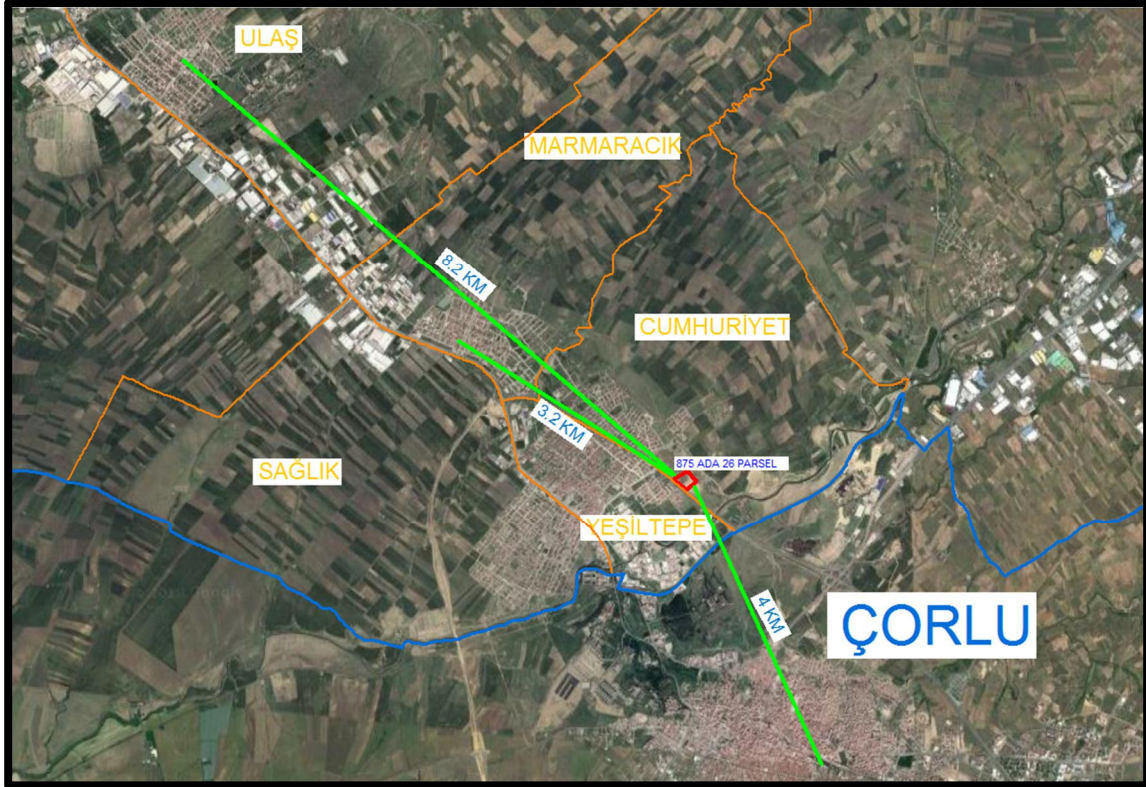 ULAŞ
MARMARACIK
8.2 KM
CUMHURİYET
3.2 KM
875 ADA 26 PARSEL
SAĞLIK
YEŞİLTEPE
4 KM
ÇORLU